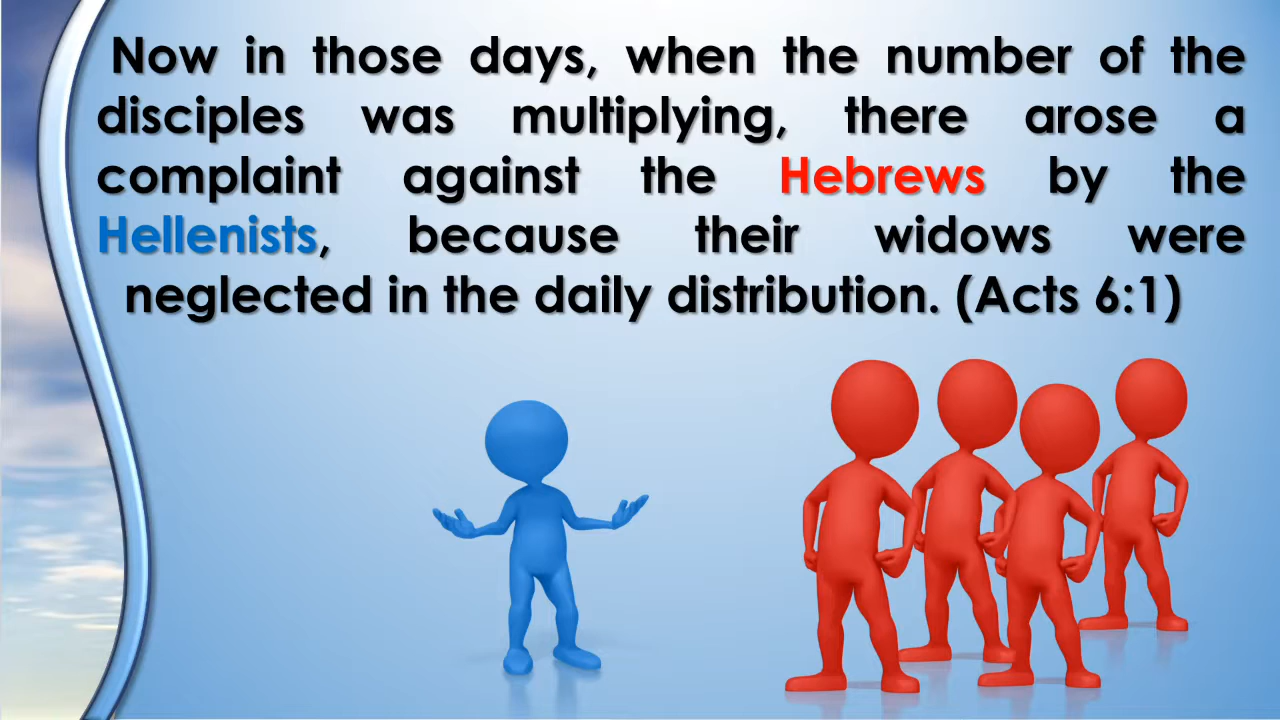 Now in those days, when the number of the
disciples was multiplying, there arose a
complaint against the Hebrews by the
Hellenists, because their widows were
neglected in the daily distribution. (Acts 6:1)